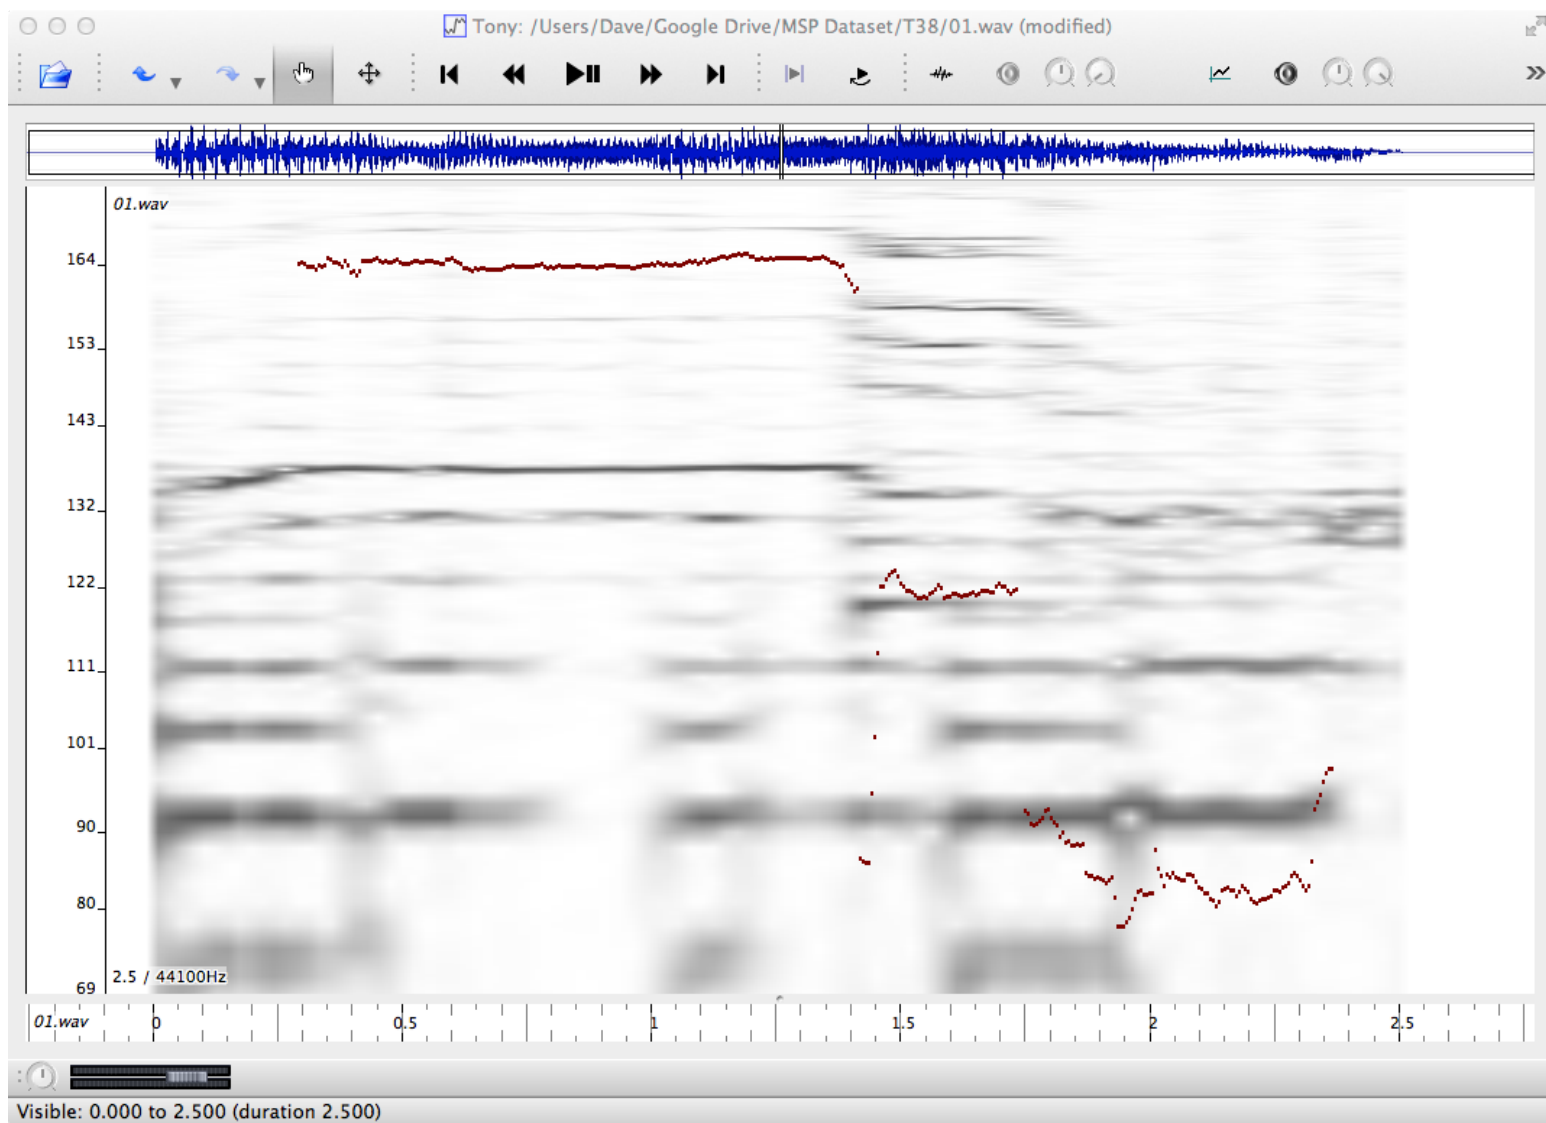 Tony: /Users/Dave/Google Drive/MSP Dataset/T38/01.wav (modified)
01.wav
164
153
143
132
122
111
101
90
80
69
2.5 / 44100Hz
01.wav 0 0.5 1 1.5 2 2.5
Visible: 0.000 to 2.500 (duration 2.500)